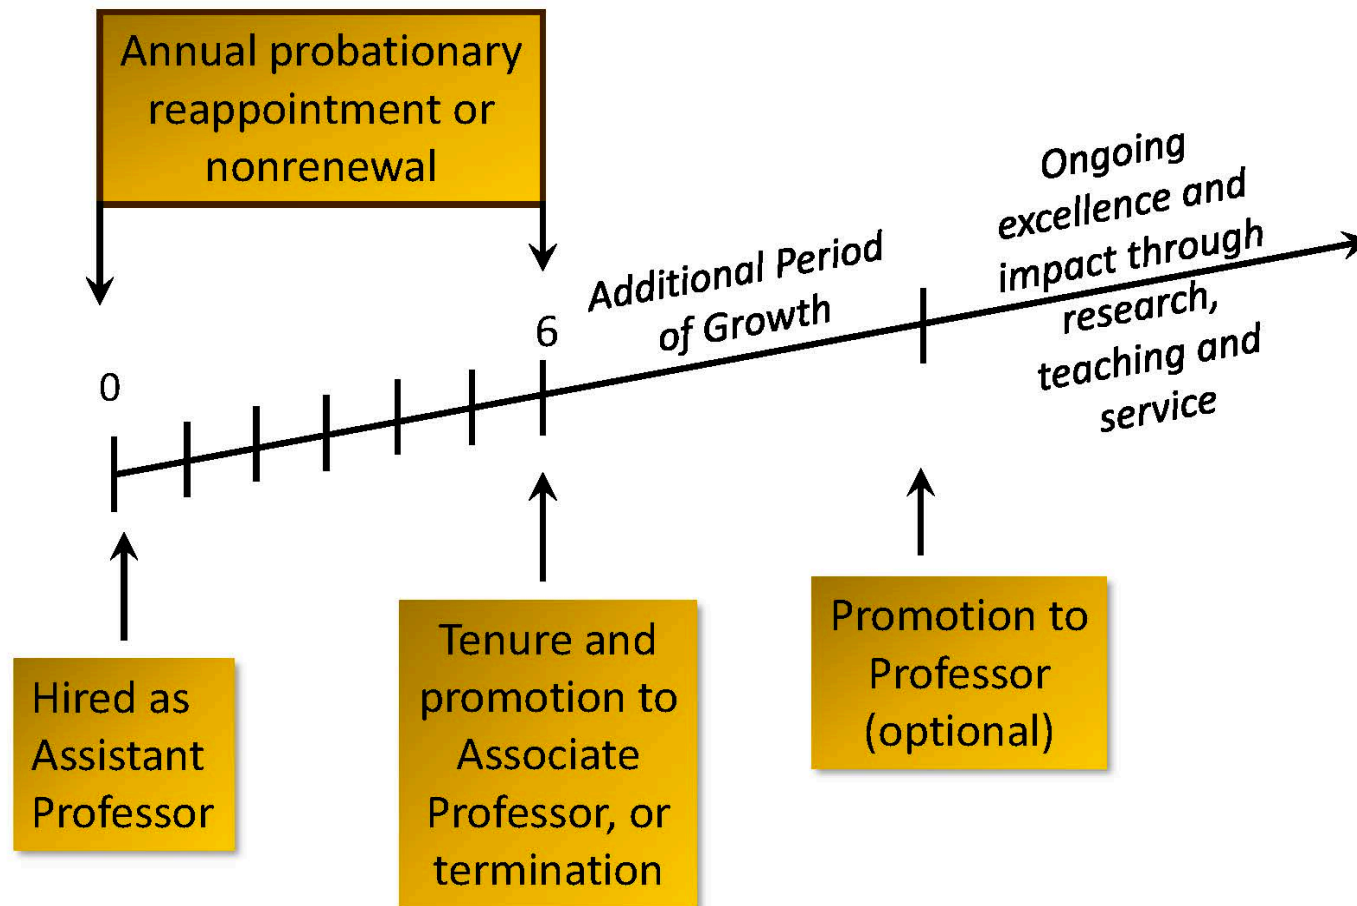 Annual probationary
reappointment or
nonrenewal
Ongoing
excellence and
impact through
research,
teaching and
service
Additional Period
of Growth
6
0
Hired as
Assistant
Professor
Tenure and
promotion to
Associate
Professor, or
termination
Promotion to
Professor
(optional)